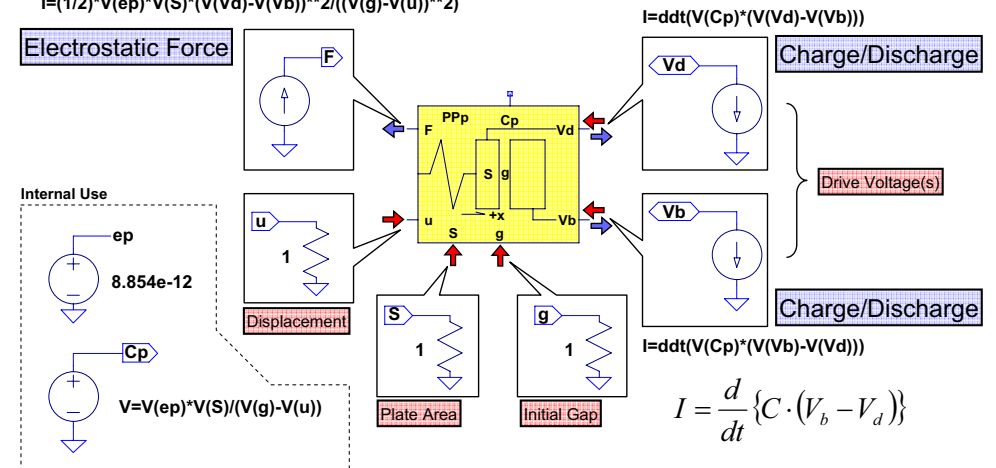 I=(1/2)*V(ep)*V(S)*(V(Vd)-V(Vb))**2/((V(g)-V(u))**2)
I=ddt(V(Cp)*(V(Vd)-V(Vb)))
Electrostatic Force
F
Vd
Charge/Discharge
PPp
Cp
F
Vd
S
g
Drive Voltage(s)
Internal Use
u
+x
Vb
S
g
ep
8.854e-12
u
1
Vb
Displacement
S
1
g
1
Charge/Discharge
I=ddt(V(Cp)*(V(Vb)-V(Vd)))
Cp
V=V(ep)*V(S)/(V(g)-V(u))
Plate Area
Initial Gap
I = d/dt {C · (V_b − V_d)}